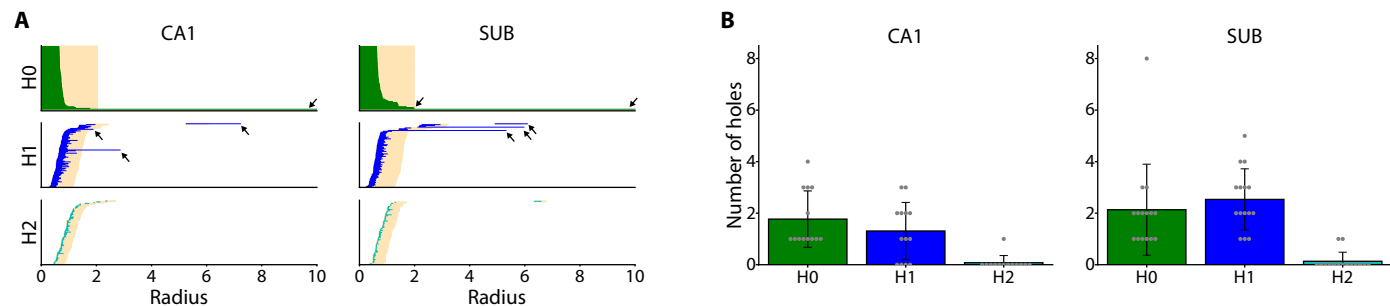 A
CA1
SUB
H0
H1
H2
0 2 4 6 8 10
Radius
0 2 4 6 8 10
Radius
B
CA1
SUB
Number of holes
8
6
4
2
0
H0 H1 H2
8
6
4
2
0
H0 H1 H2